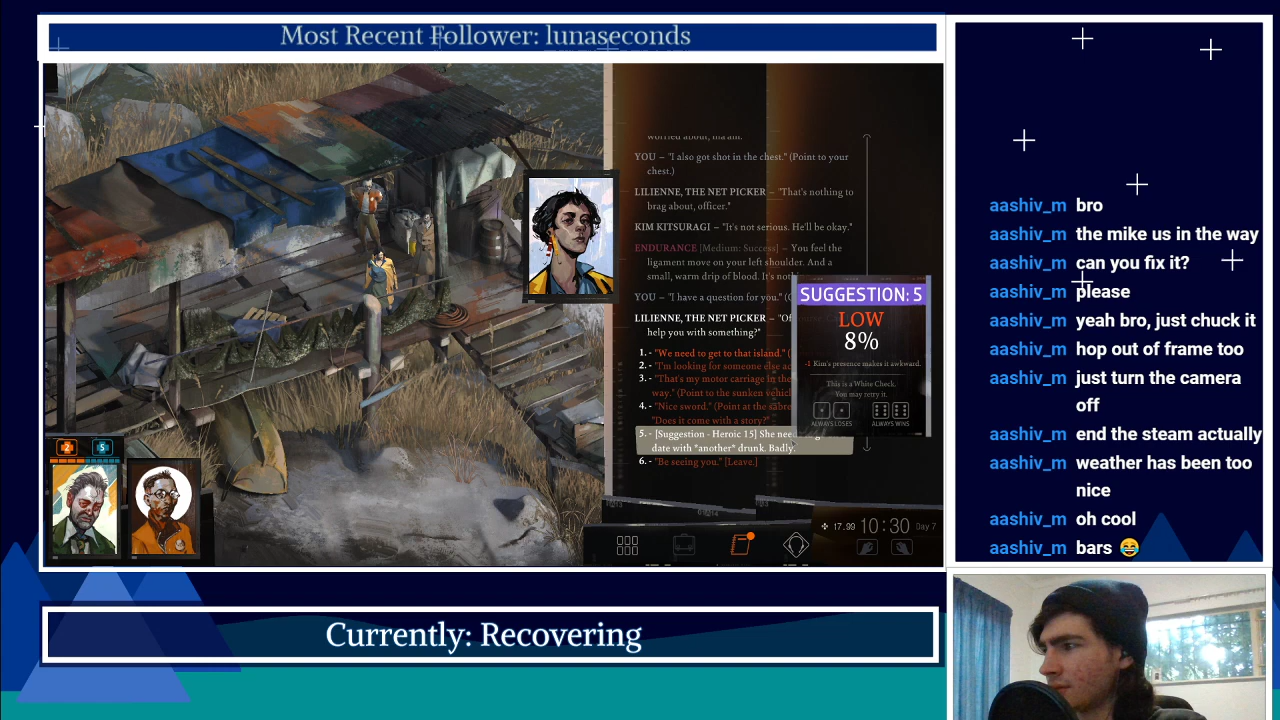 Most Recent Follower: lunaseconds
worried about, ma'am."
YOU – "I also got shot in the chest." (Point to your
chest.)
LILIENNE, THE NET PICKER – "That's nothing to
brag about, officer."
KIM KITSURAGI – "It's not serious. He'll be okay."
ENDURANCE [Medium: Success] – You feel the
ligament move on your left shoulder. And a
small, warm drip of blood. It's
YOU – "I have a question for you."
LILIENNE, THE NET PICKER –
help you with something?"
1. - "We need to get to that island."
2. - "I'm looking for someone else
3. - "That's my motor carriage in the
way." (Point to the sunken
4. - "Nice sword." (Point at the
"Does it come with a story?"
5. - [Suggestion - Heroic 15] She
date with *another* drunk. Badly.
6. - "Be seeing you." [Leave.]
SUGGESTION: 5
LOW
8%
-1 Kim's presence makes it awkward.
This is a White Check.
You may retry it.
ALWAYS LOSES
ALWAYS WINS
2
5
17.99 10:30 Day 7
aashiv_m bro
aashiv_m the mike us in the way
aashiv_m can you fix it?
aashiv_m please
aashiv_m yeah bro, just chuck it
aashiv_m hop out of frame too
aashiv_m just turn the camera
off
aashiv_m end the steam actually
aashiv_m weather has been too
nice
aashiv_m oh cool
aashiv_m bars 😂
Currently: Recovering